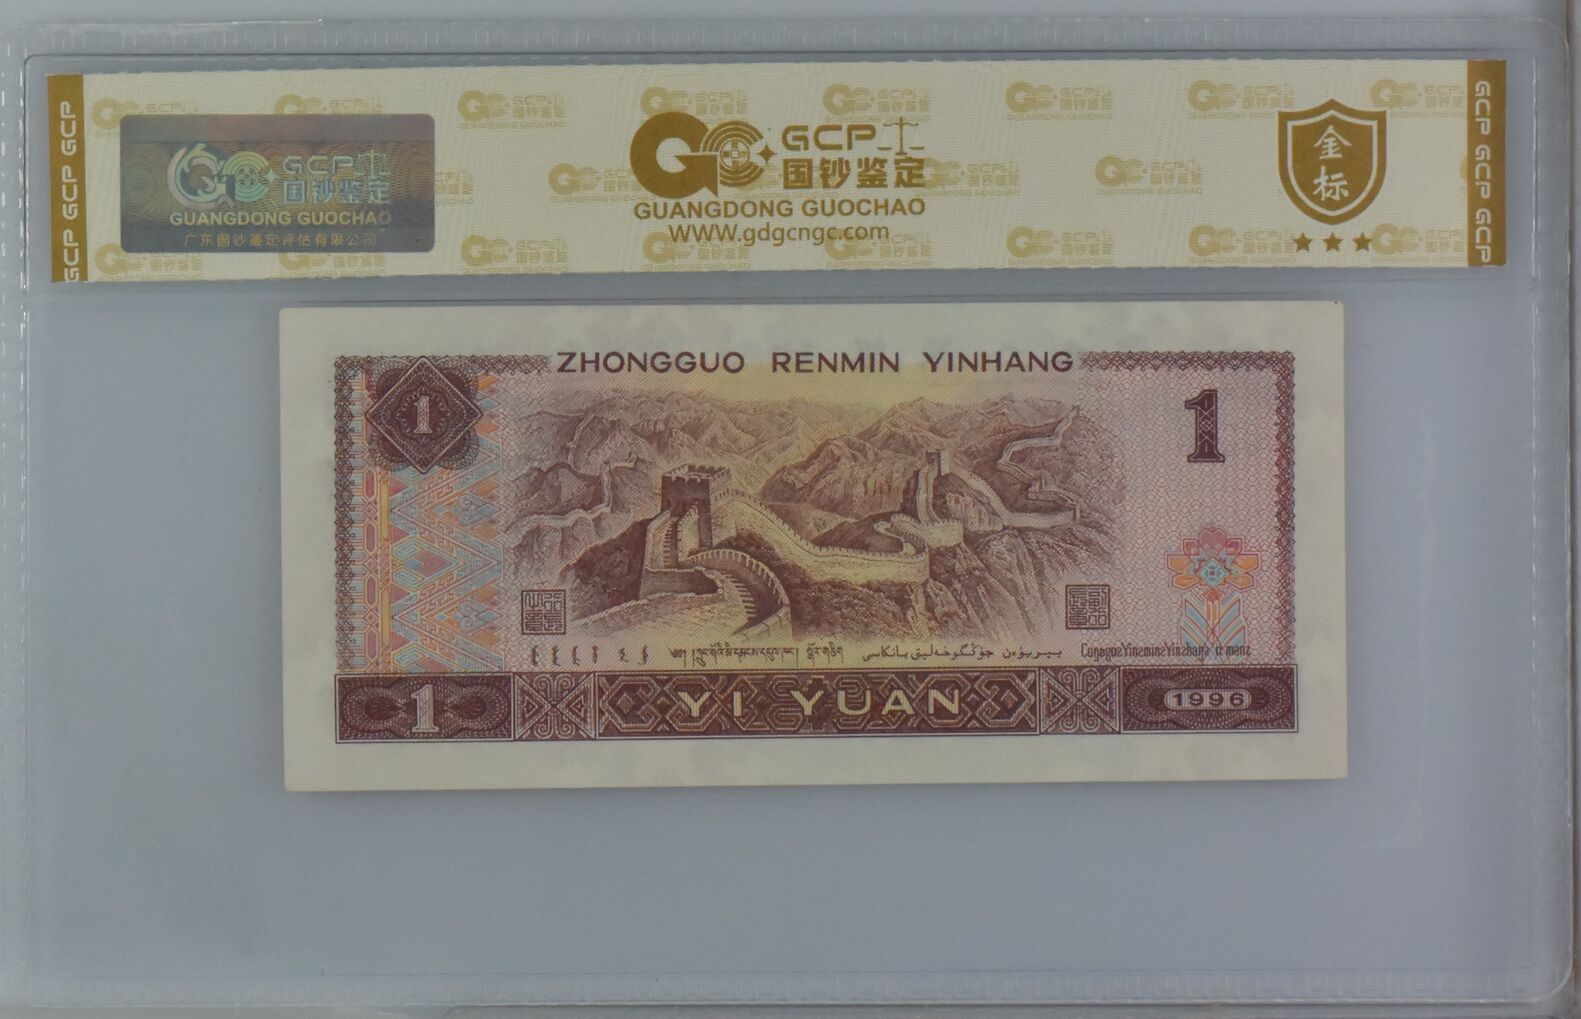 GCP GCP GCP
GCP
国钞鉴定
GUANGDONG GUOCHAO
广东国钞鉴定评估有限公司
GCP
国钞鉴定
GUANGDONG GUOCHAO
WWW.gdgcngc.com
金标
GCP GCP GCP
ZHONGGUO RENMIN YINHANG
1
1
1
YI YUAN
1996